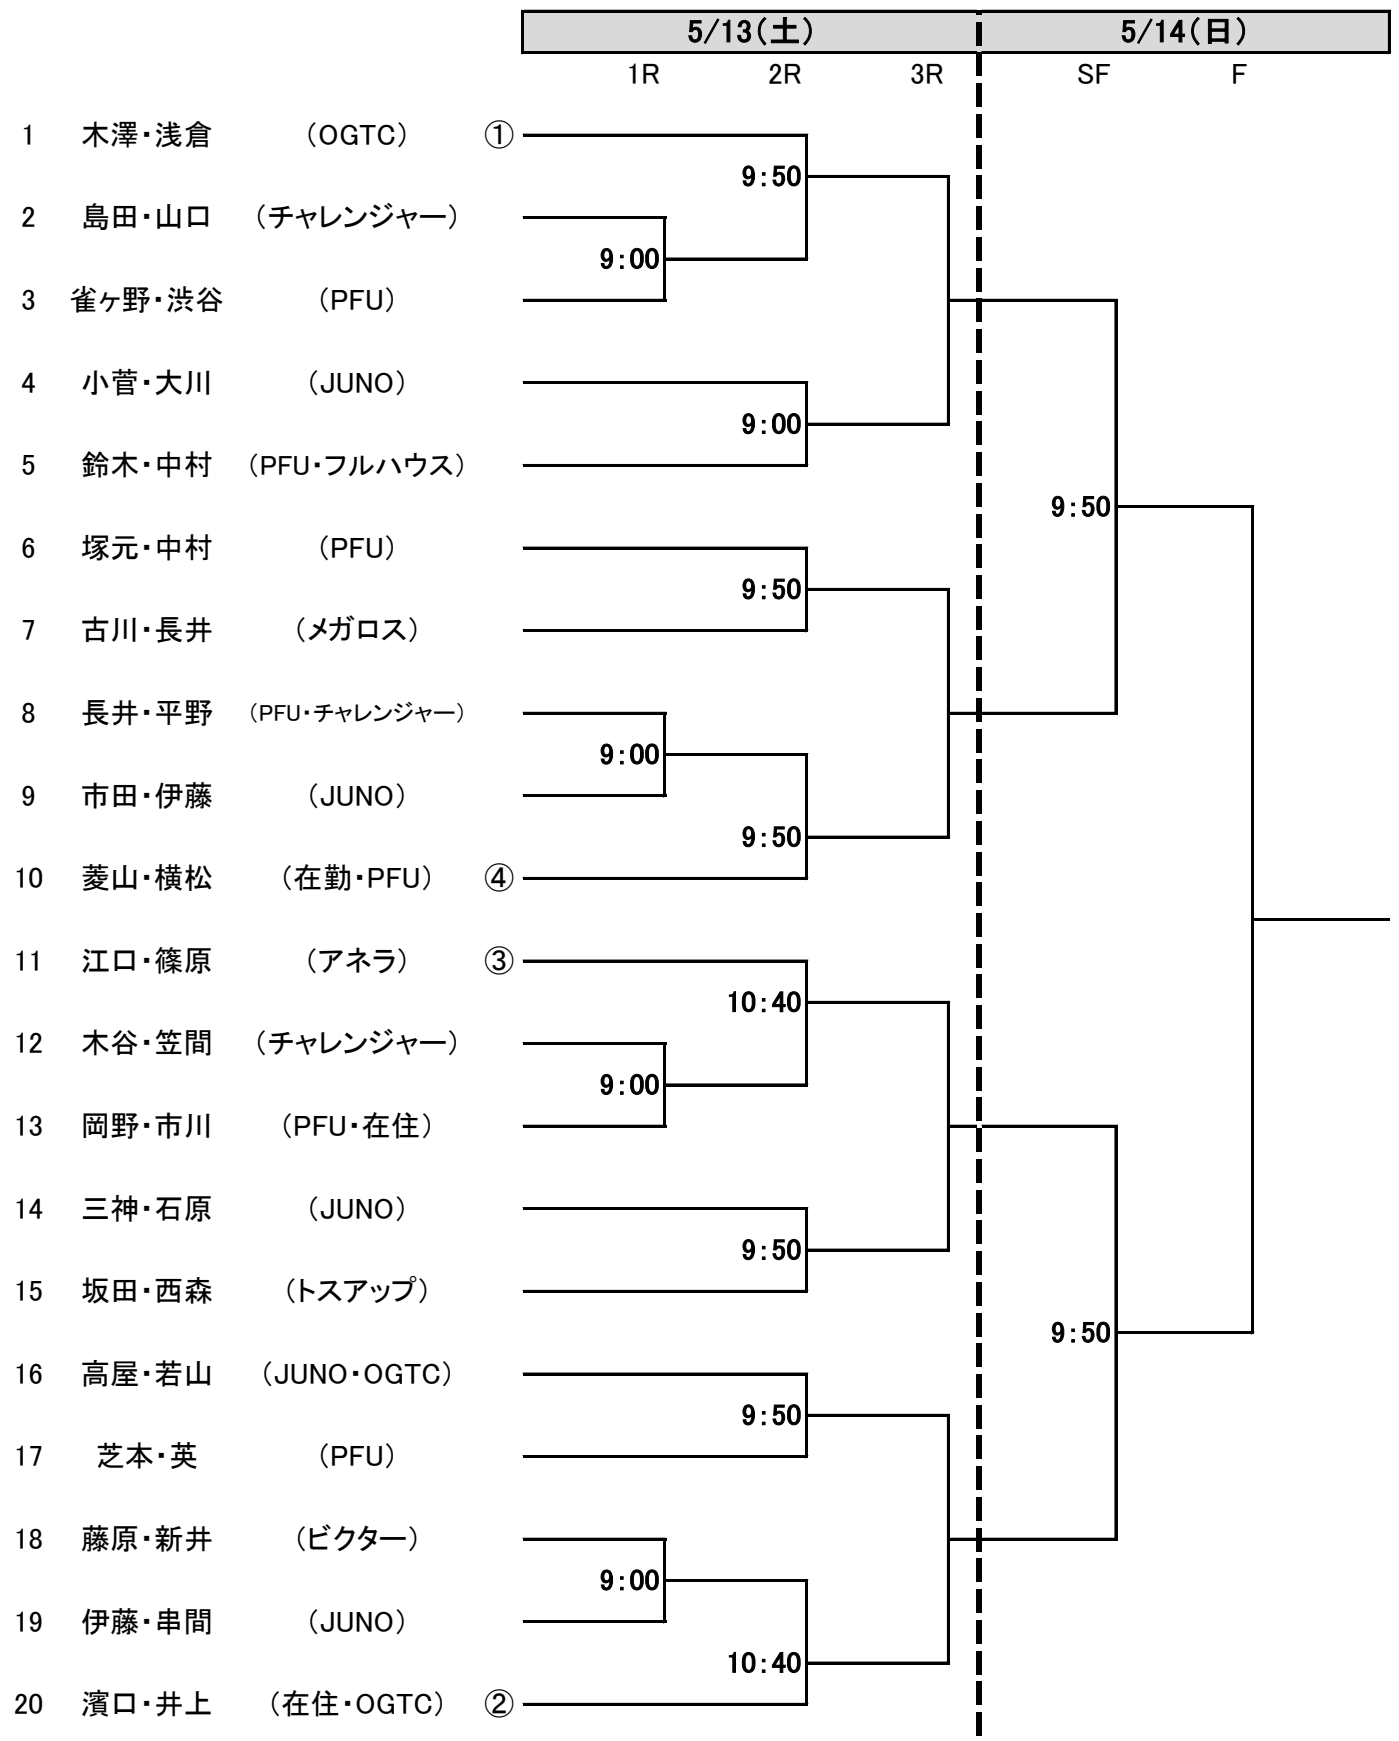 5/13(土) 5/14(日)
1R 2R 3R SF F
1 木澤・浅倉 (OGTC) ①
9:50
2 島田・山口 (チャレンジャー)
9:00
3 雀ヶ野・渋谷 (PFU)
4 小菅・大川 (JUNO)
9:00
5 鈴木・中村 (PFU・フルハウス)
9:50
6 塚元・中村 (PFU)
9:50
7 古川・長井 (メガロス)
8 長井・平野 (PFU・チャレンジャー)
9:00
9 市田・伊藤 (JUNO)
9:50
10 菱山・横松 (在勤・PFU) ④
11 江口・篠原 (アネラ) ③
10:40
12 木谷・笠間 (チャレンジャー)
9:00
13 岡野・市川 (PFU・在住)
14 三神・石原 (JUNO)
9:50
15 坂田・西森 (トスアップ)
9:50
16 高屋・若山 (JUNO・OGTC)
9:50
17 芝本・英 (PFU)
18 藤原・新井 (ビクター)
9:00
19 伊藤・串間 (JUNO)
10:40
20 濱口・井上 (在住・OGTC) ②